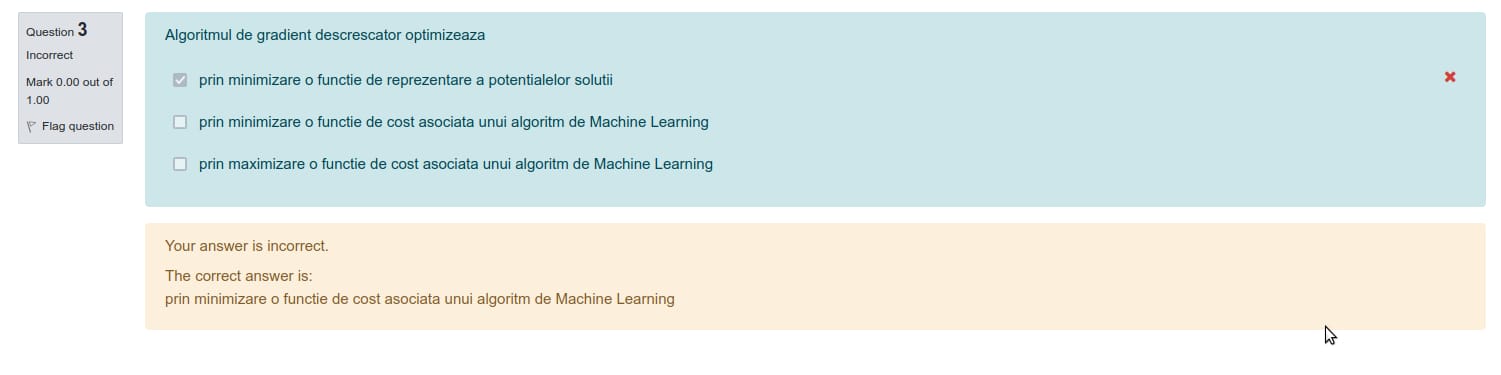 Question 3
Incorrect
Mark 0.00 out of
1.00
Flag question
Algoritmul de gradient descrescator optimizeaza
prin minimizare o functie de reprezentare a potentialelor solutii
prin minimizare o functie de cost asociata unui algoritm de Machine Learning
prin maximizare o functie de cost asociata unui algoritm de Machine Learning
Your answer is incorrect.
The correct answer is:
prin minimizare o functie de cost asociata unui algoritm de Machine Learning